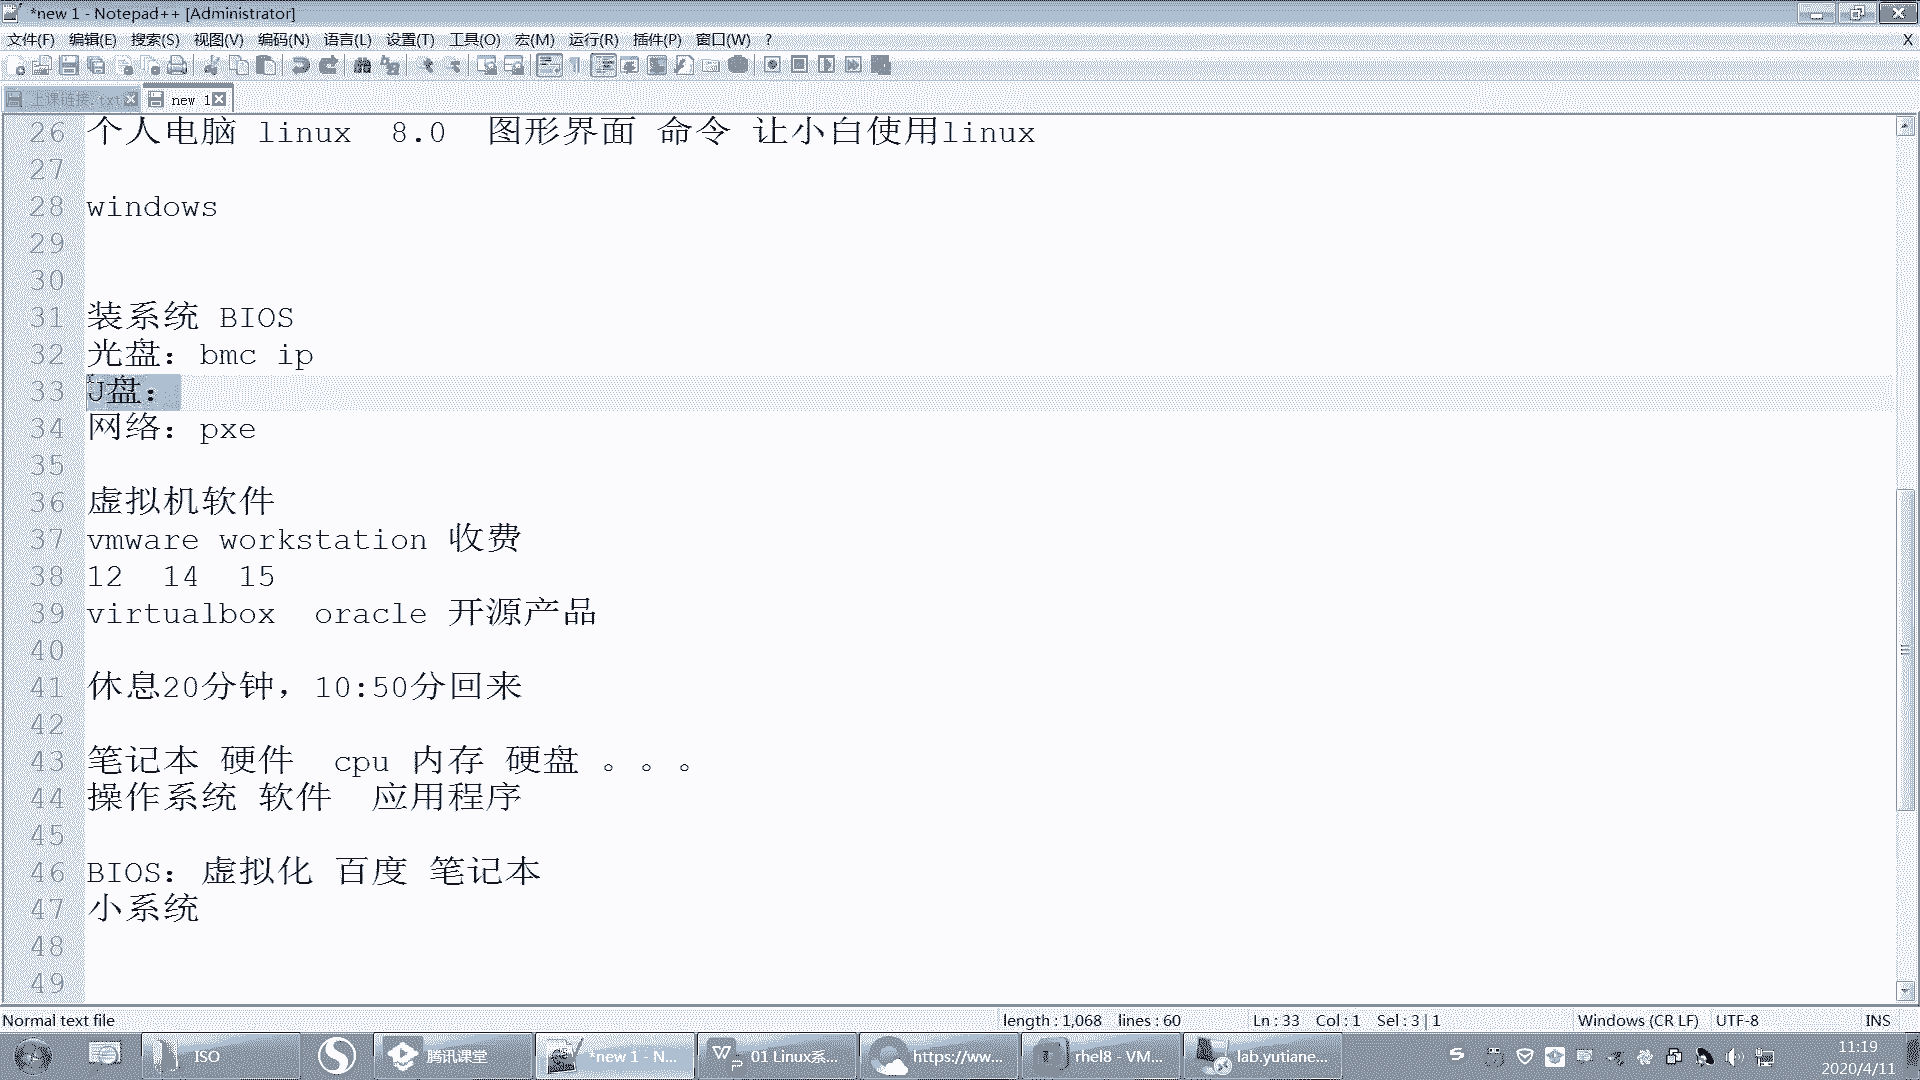 *new 1 - Notepad++ [Administrator]
文件(F) 编辑(E) 搜索(S) 视图(V) 编码(N) 语言(L) 设置(T) 工具(O) 宏(M) 运行(R) 插件(P) 窗口(W) ? X
上课链接.txt new 1
26 个人电脑 linux 8.0 图形界面 命令 让小白使用linux
27
28 windows
29
30
31 装系统 BIOS
32 光盘：bmc ip
33 U盘：
34 网络：pxe
35
36 虚拟机软件
37 vmware workstation 收费
38 12 14 15
39 virtualbox oracle 开源产品
40
41 休息20分钟，10:50分回来
42
43 笔记本 硬件 cpu 内存 硬盘 。。。
44 操作系统 软件 应用程序
45
46 BIOS：虚拟化 百度 笔记本
47 小系统
48
49
Normal text file length : 1,068 lines : 60 Ln : 33 Col : 1 Sel : 3 | 1 Windows (CR LF) UTF-8 INS
ISO 腾讯课堂 *new 1 - N... 01 Linux系... https://ww... rhel8 - VM... lab.yutiane... 11:19
2020/4/11